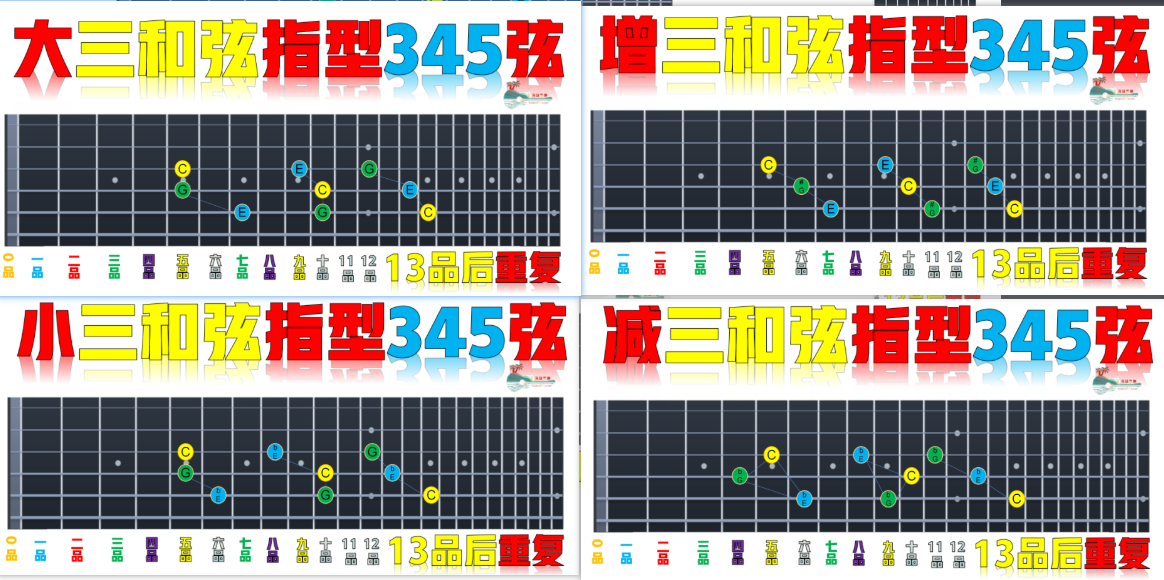 大三和弦指型345弦
C E G
G C E
E G C
0品 一品 二品 三品 四品 五品 六品 七品 八品 九品 十品 11品 12品 13品后重复
增三和弦指型345弦
C E #G
#G C E
E #G C
0品 一品 二品 三品 四品 五品 六品 七品 八品 九品 十品 11品 12品 13品后重复
小三和弦指型345弦
C bE G
G C bE
bE G C
0品 一品 二品 三品 四品 五品 六品 七品 八品 九品 十品 11品 12品 13品后重复
减三和弦指型345弦
C bE bG
bG C bE
bE bG C
0品 一品 二品 三品 四品 五品 六品 七品 八品 九品 十品 11品 12品 13品后重复